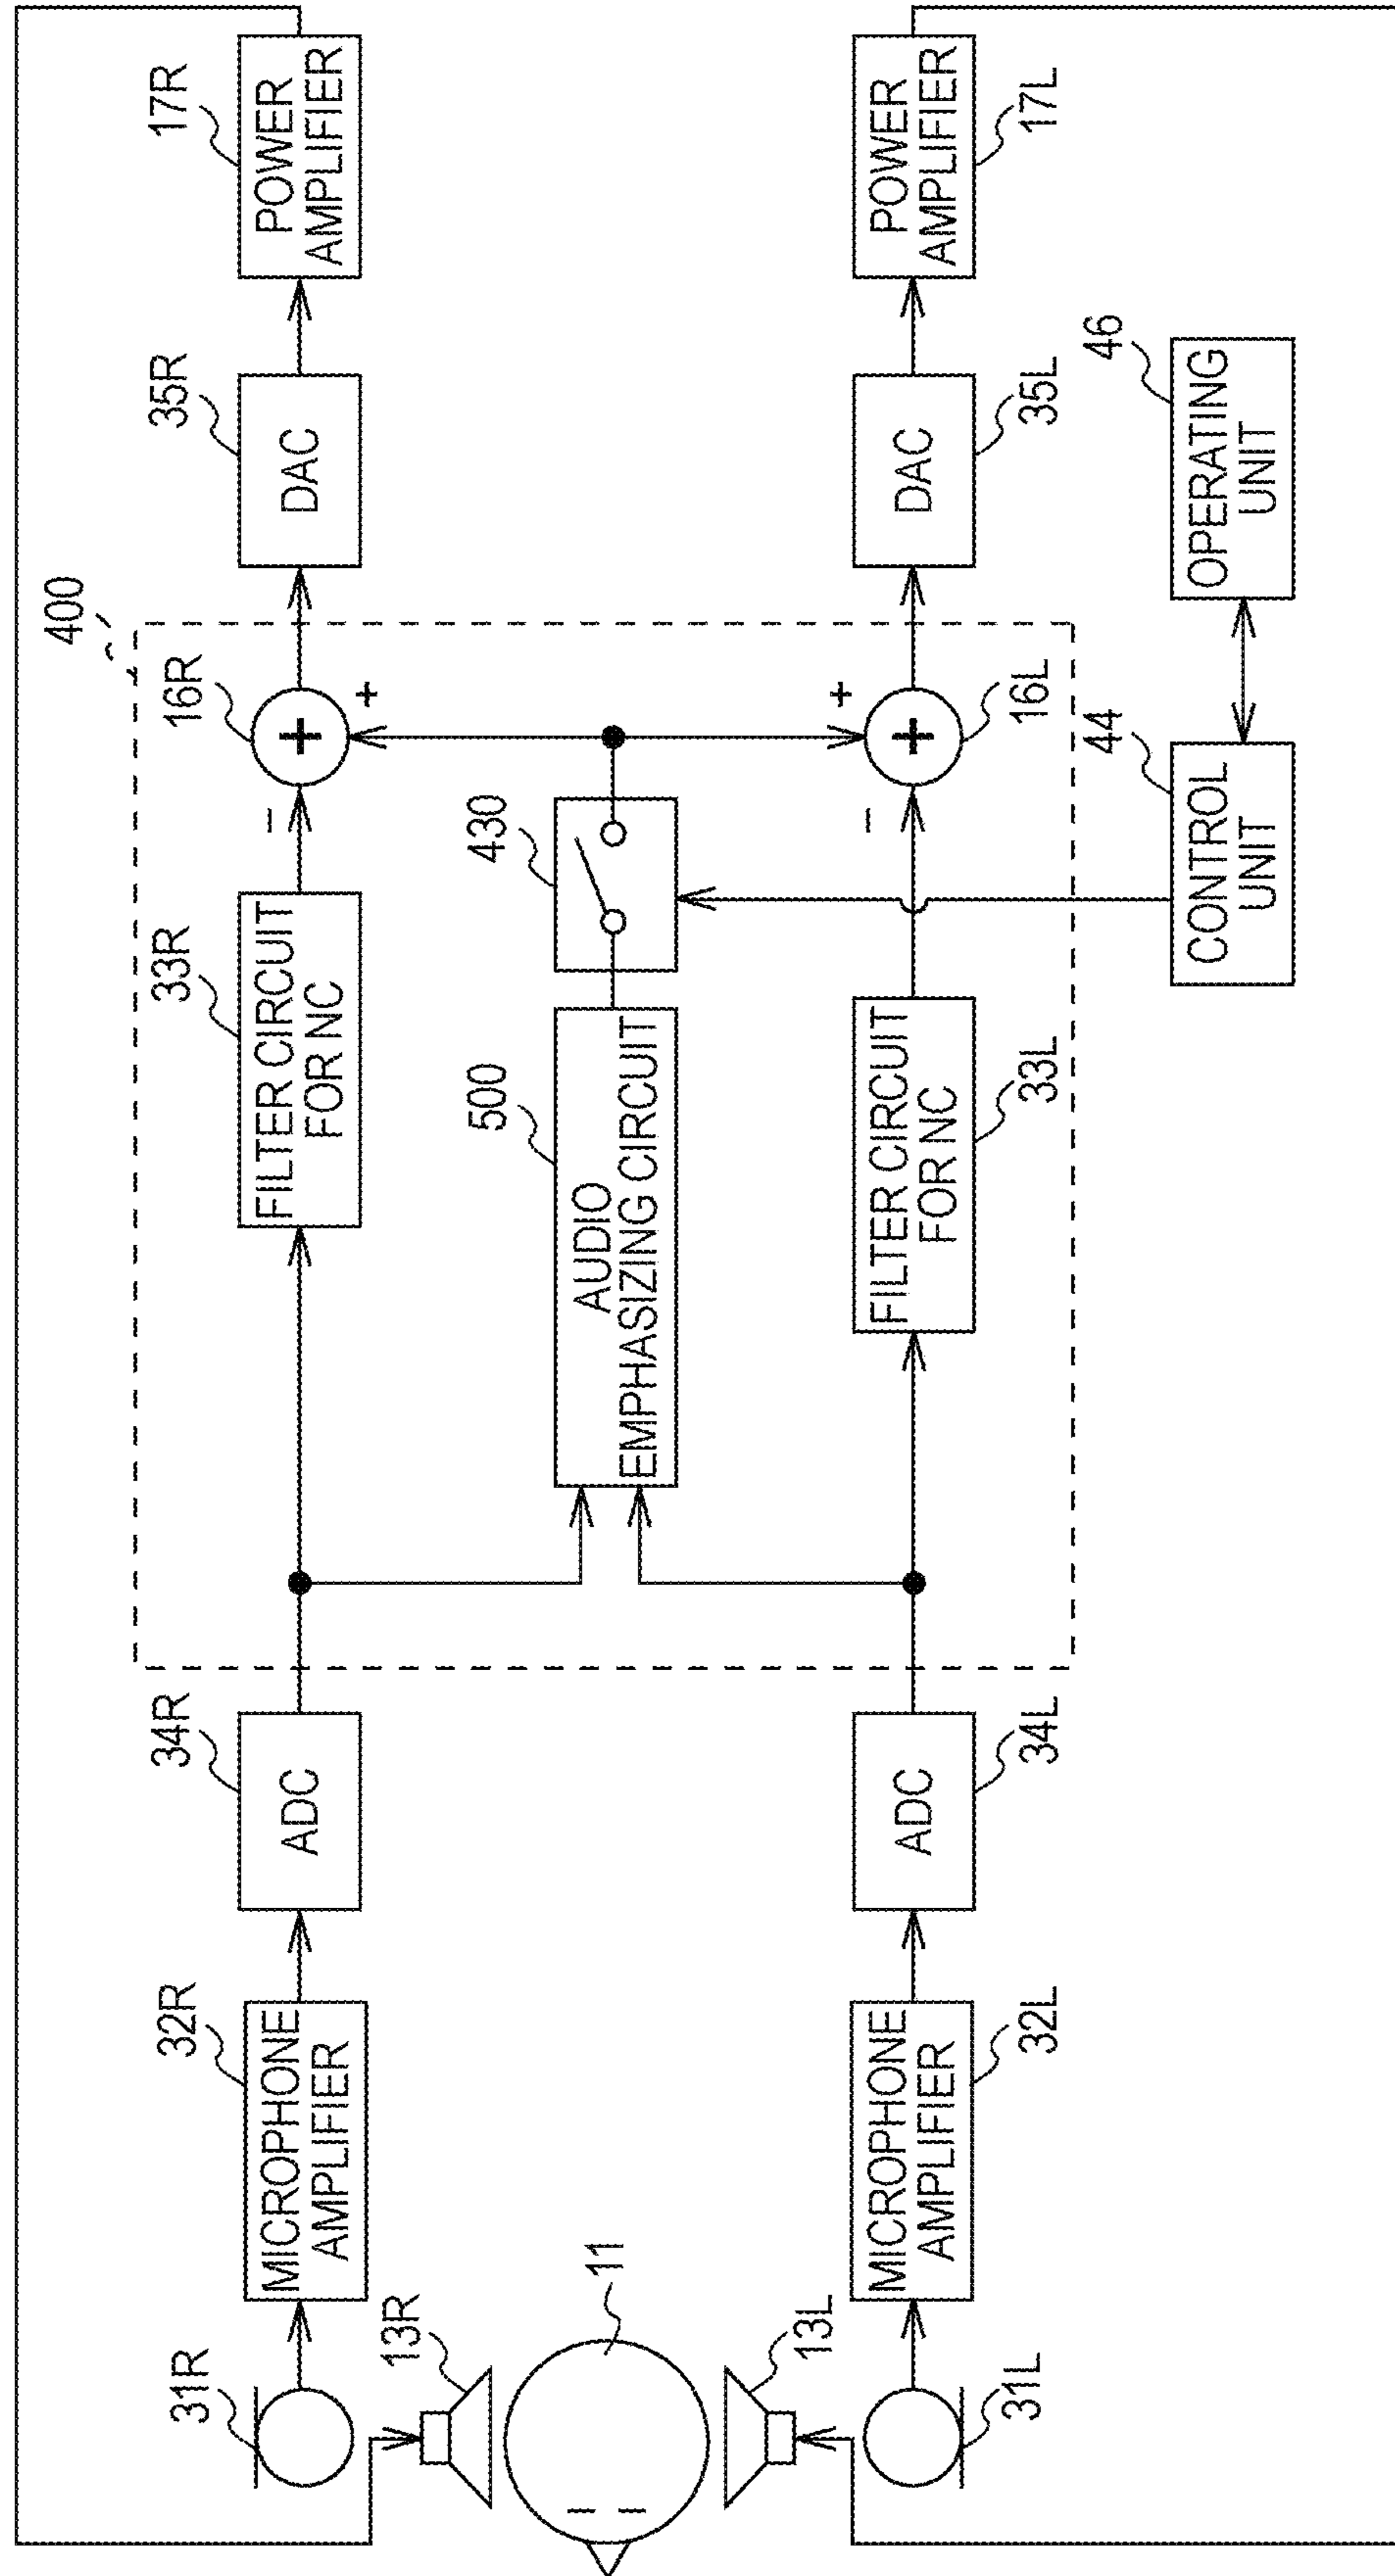 31R
MICROPHONE
AMPLIFIER
32R
ADC
34R
400
FILTER CIRCUIT
FOR NC
33R
−
+
16R
+
DAC
35R
POWER
AMPLIFIER
17R
13R
11
13L
AUDIO
EMPHASIZING CIRCUIT
500
430
31L
MICROPHONE
AMPLIFIER
32L
ADC
34L
FILTER CIRCUIT
FOR NC
33L
−
+
16L
+
DAC
35L
POWER
AMPLIFIER
17L
CONTROL
UNIT
44
OPERATING
UNIT
46